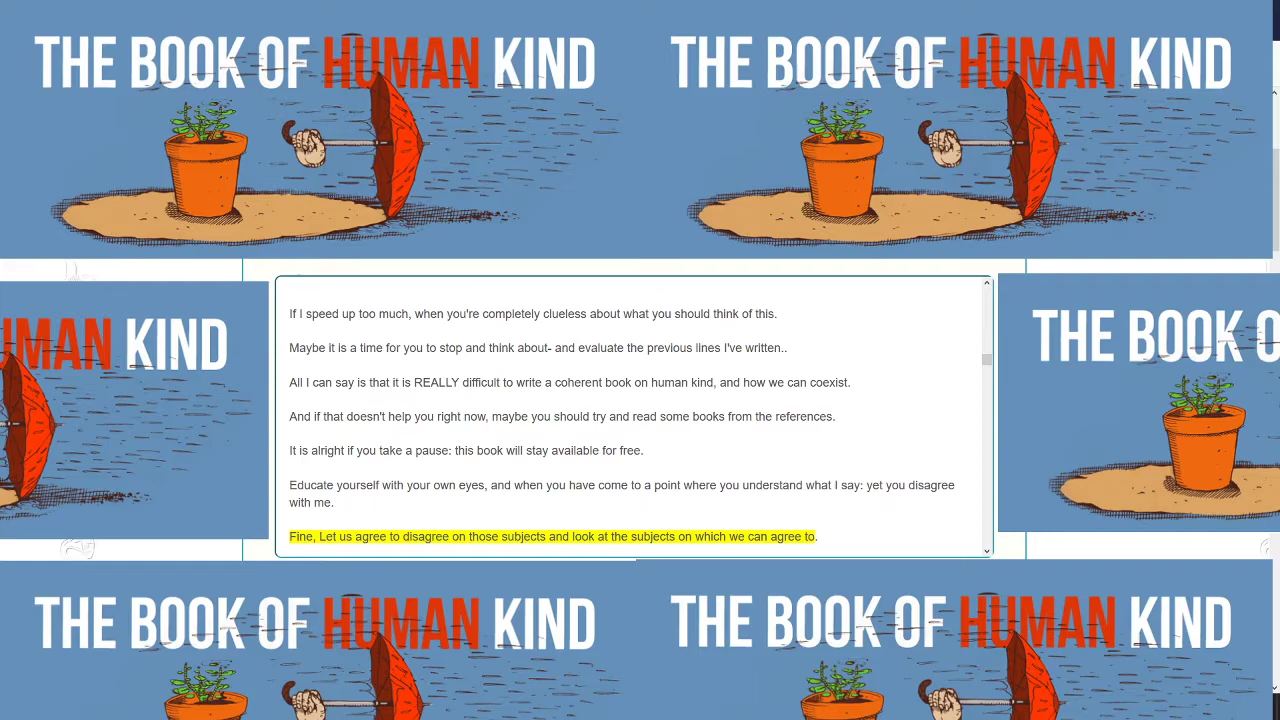 THE BOOK OF HUMAN KIND
THE BOOK OF HUMAN KIND
HUMAN KIND
THE BOOK O
If I speed up too much, when you're completely clueless about what you should think of this.
Maybe it is a time for you to stop and think about- and evaluate the previous lines I've written..
All I can say is that it is REALLY difficult to write a coherent book on human kind, and how we can coexist.
And if that doesn't help you right now, maybe you should try and read some books from the references.
It is alright if you take a pause: this book will stay available for free.
Educate yourself with your own eyes, and when you have come to a point where you understand what I say: yet you disagree
with me.
Fine, Let us agree to disagree on those subjects and look at the subjects on which we can agree to.
THE BOOK OF HUMAN KIND
THE BOOK OF HUMAN KIND